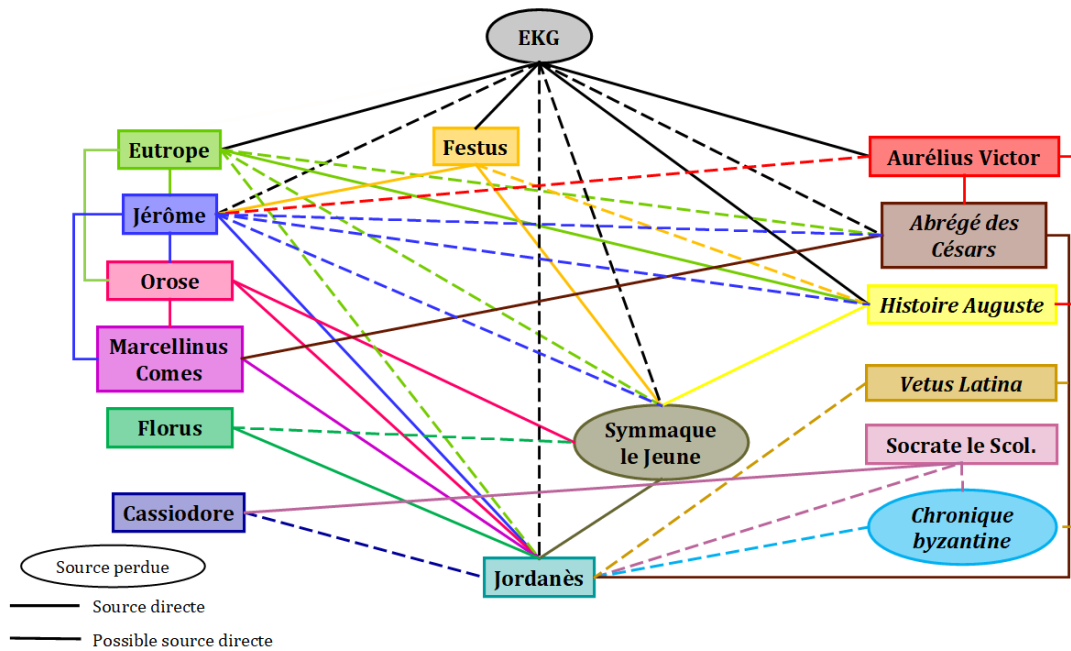 EKG
Eutrope
Festus
Aurélius Victor
Jérôme
Abrégé des
Césars
Orose
Histoire Auguste
Marcellinus
Comes
Vetus Latina
Florus
Symmaque
le Jeune
Socrate le Scol.
Cassiodore
Chronique
byzantine
Source perdue
Jordanès
Source directe
Possible source directe